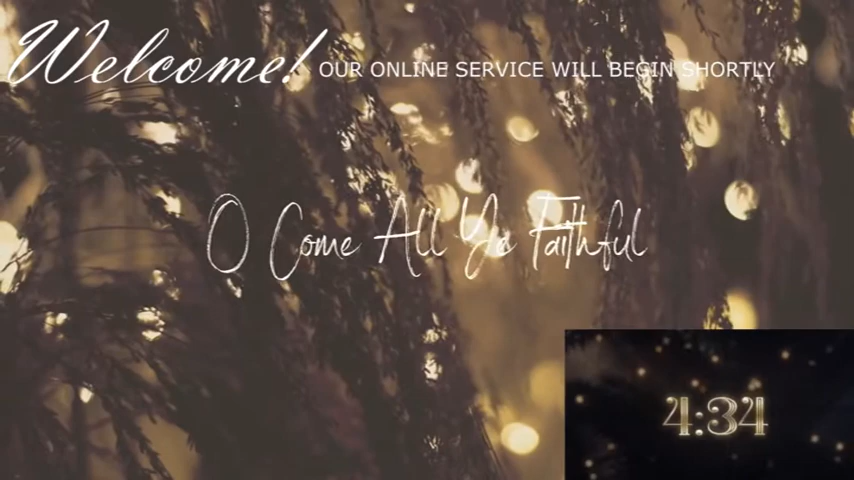 Welcome! OUR ONLINE SERVICE WILL BEGIN SHORTLY
O Come All Ye Faithful
4:34